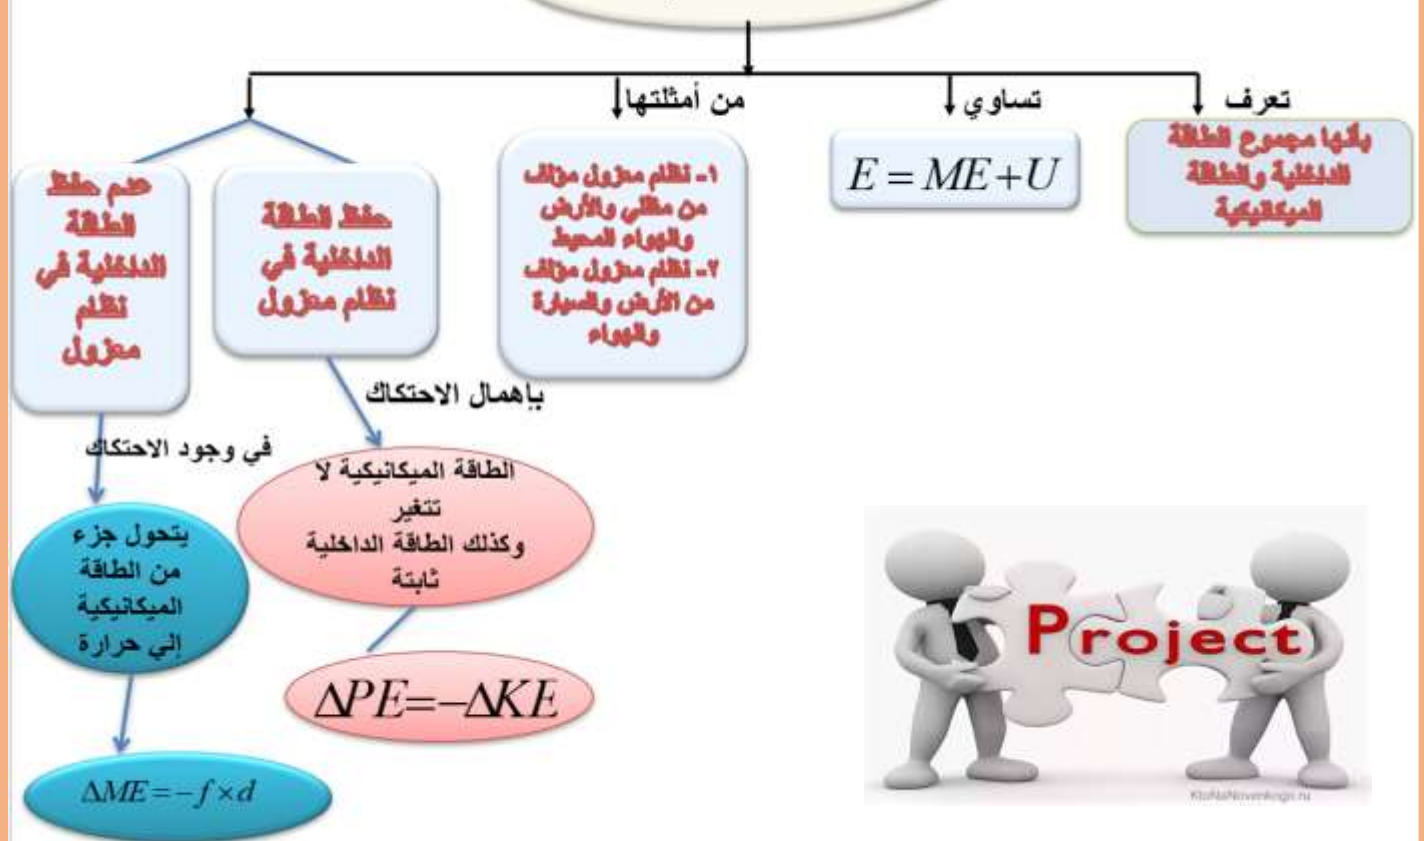 تعرف
بأنها مجموع الطاقة
الداخلية والطاقة
الميكانيكية
تساوي
E = ME+U
من أمثلتها
١- نظام معزول مؤلف
من مظلي والأرض
والهواء المحيط
٢- نظام معزول مؤلف
من الأرض والسيارة
والهواء
حفظ الطاقة
الداخلية في
نظام معزول
بإهمال الاحتكاك
الطاقة الميكانيكية لا
تتغير
وكذلك الطاقة الداخلية
ثابتة
ΔPE=-ΔKE
عدم حفظ
الطاقة
الداخلية في
نظام
معزول
في وجود الاحتكاك
يتحول جزء
من الطاقة
الميكانيكية
إلي حرارة
ΔME=-f×d
Project
KtoNaNovenkogo.ru